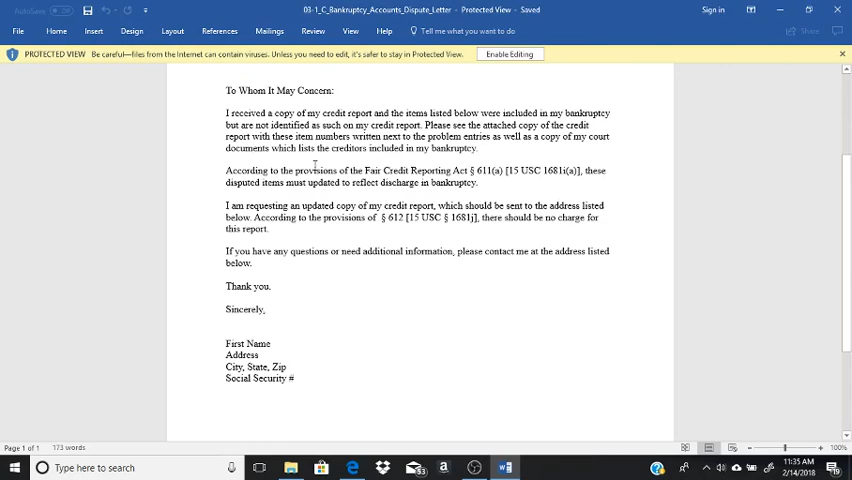 AutoSave Off
03-1_C_Bankruptcy_Accounts_Dispute_Letter - Protected View - Saved
Sign in
File Home Insert Design Layout References Mailings Review View Help Tell me what you want to do
Share
PROTECTED VIEW Be careful—files from the Internet can contain viruses. Unless you need to edit, it's safer to stay in Protected View. Enable Editing
To Whom It May Concern:
I received a copy of my credit report and the items listed below were included in my bankruptcy
but are not identified as such on my credit report. Please see the attached copy of the credit
report with these item numbers written next to the problem entries as well as a copy of my court
documents which lists the creditors included in my bankruptcy.
According to the provisions of the Fair Credit Reporting Act § 611(a) [15 USC 1681i(a)], these
disputed items must updated to reflect discharge in bankruptcy.
I am requesting an updated copy of my credit report, which should be sent to the address listed
below. According to the provisions of § 612 [15 USC § 1681j], there should be no charge for
this report.
If you have any questions or need additional information, please contact me at the address listed
below.
Thank you.
Sincerely,
First Name
Address
City, State, Zip
Social Security #
Page 1 of 1 173 words
100%
Type here to search
53
11:35 AM
2/14/2018
19